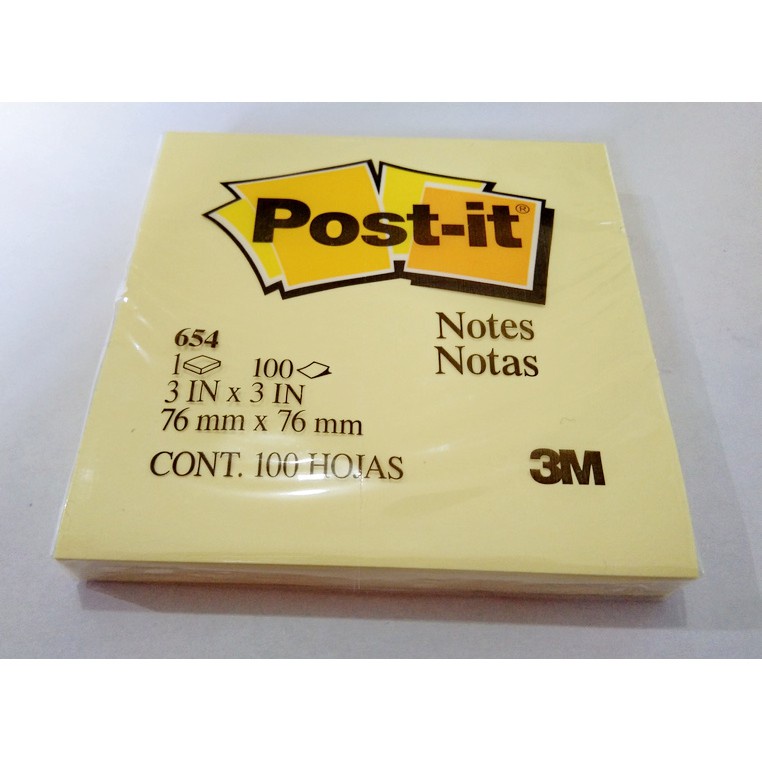 Post-it®
Notes
Notas
654
1 100
3 IN x 3 IN
76 mm x 76 mm
CONT. 100 HOJAS
3M